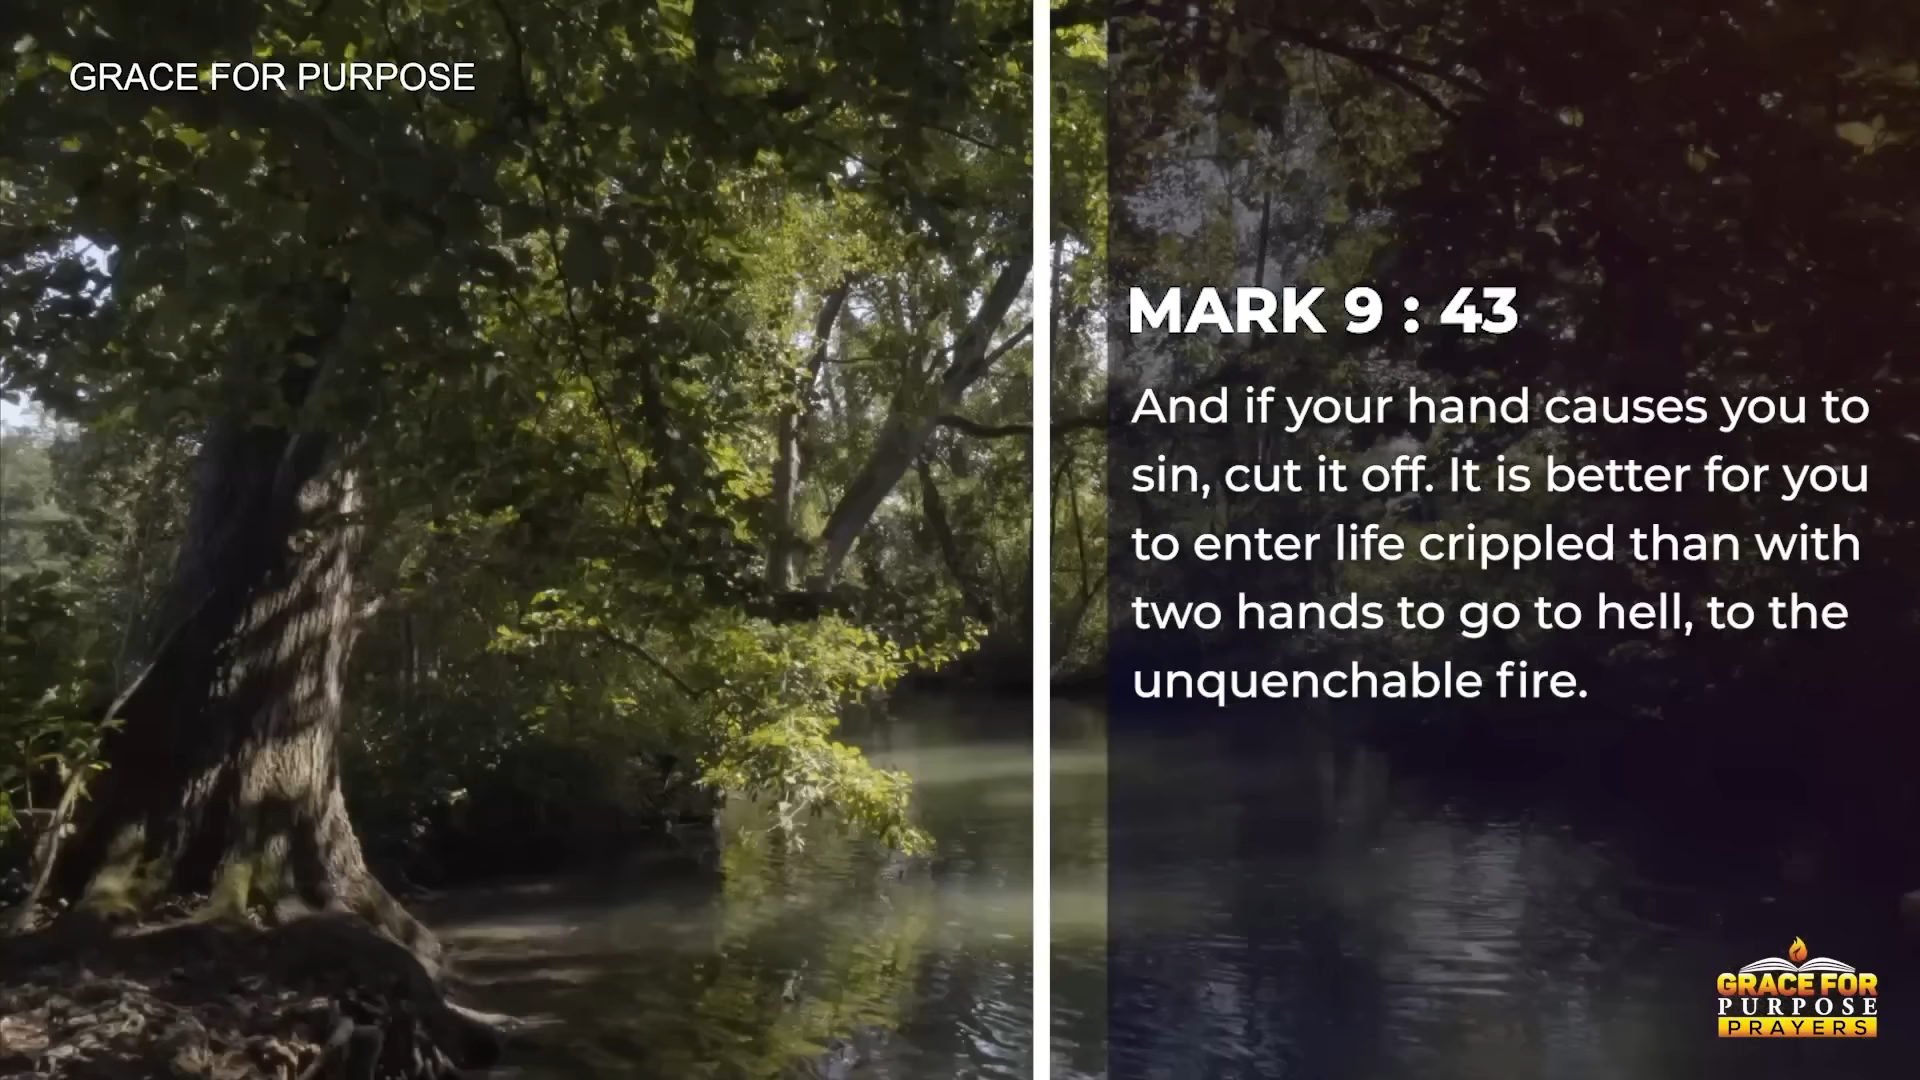 GRACE FOR PURPOSE
MARK 9 : 43
And if your hand causes you to
sin, cut it off. It is better for you
to enter life crippled than with
two hands to go to hell, to the
unquenchable fire.
GRACE FOR
PURPOSE
PRAYERS